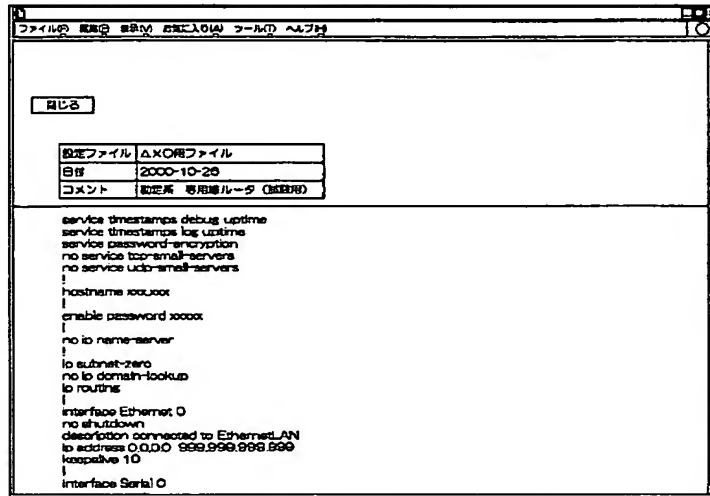 ファイル(F) 編集(E) 表示(V) お気に入り(A) ツール(T) ヘルプ(H)
閉じる
設定ファイル △×○用ファイル
日付 2000-10-26
コメント 勘定系 専用線ルータ (試験用)
service timestamps debug uptime
service timestamps log uptime
service password-encryption
no service tcp-small-servers
no service udp-small-servers
!
hostname xxx.xxx
!
enable password xxxxx
!
no ip name-server
!
ip subnet-zero
no ip domain-lookup
ip routing
!
interface Ethernet 0
no shutdown
description connected to EthernetLAN
ip address 0.0.0.0 999.999.999.999
keepalive 10
!
interface Serial 0